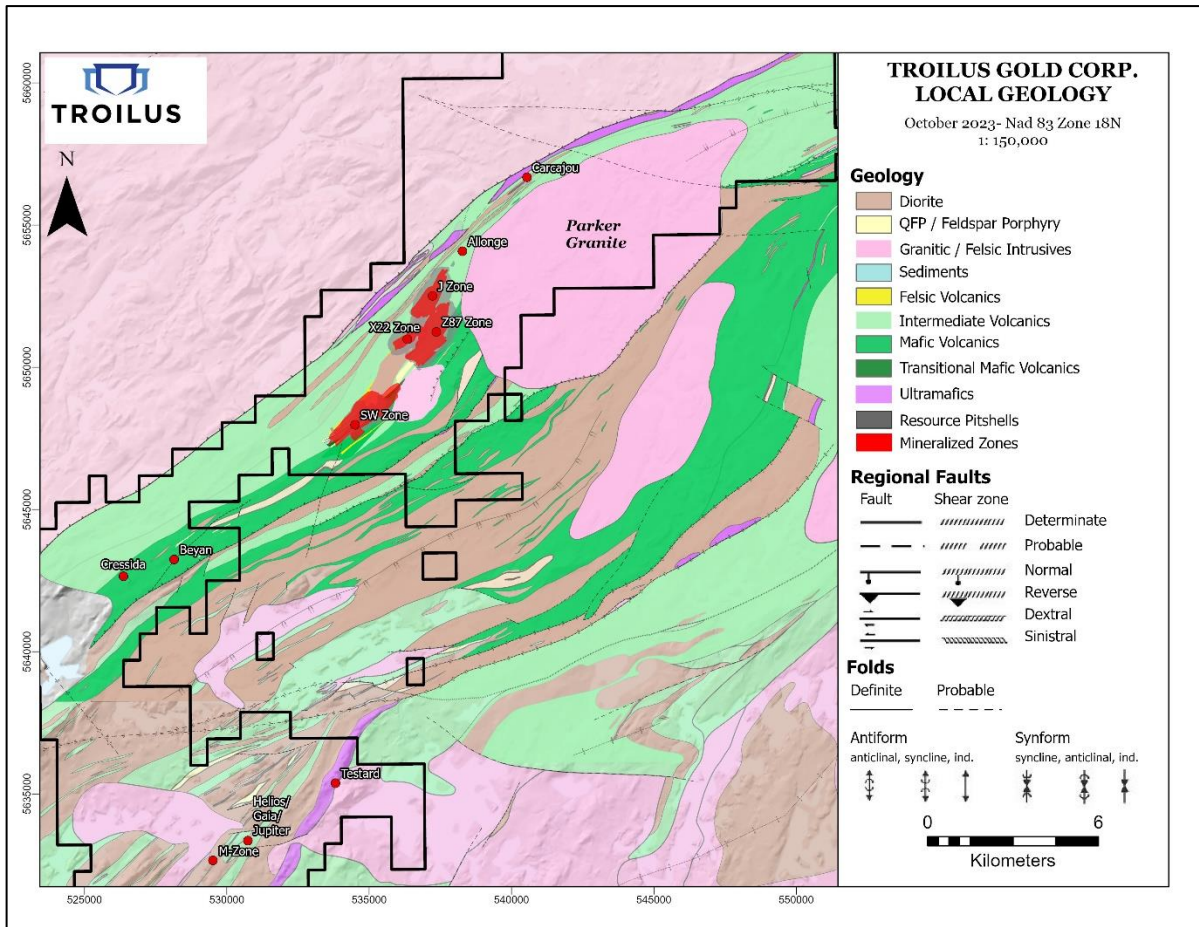 TROILUS
N
TROILUS GOLD CORP.
LOCAL GEOLOGY
October 2023- Nad 83 Zone 18N
1: 150,000
Geology
Diorite
QFP / Feldspar Porphyry
Granitic / Felsic Intrusives
Sediments
Felsic Volcanics
Intermediate Volcanics
Mafic Volcanics
Transitional Mafic Volcanics
Ultramafics
Resource Pitshells
Mineralized Zones
Regional Faults
Fault Shear zone
Determinate
Probable
Normal
Reverse
Dextral
Sinistral
Folds
Definite Probable
Antiform Synform
anticlinal, syncline, ind. syncline, anticlinal, ind.
0 6
Kilometers
Carcajou
Parker
Granite
Allonge
J Zone
Z87 Zone
X22 Zone
SW Zone
Beyan
Cressida
Testard
Helios/
Gaia/
Jupiter
M-Zone
5660000
5655000
5650000
5645000
5640000
5635000
525000 530000 535000 540000 545000 550000